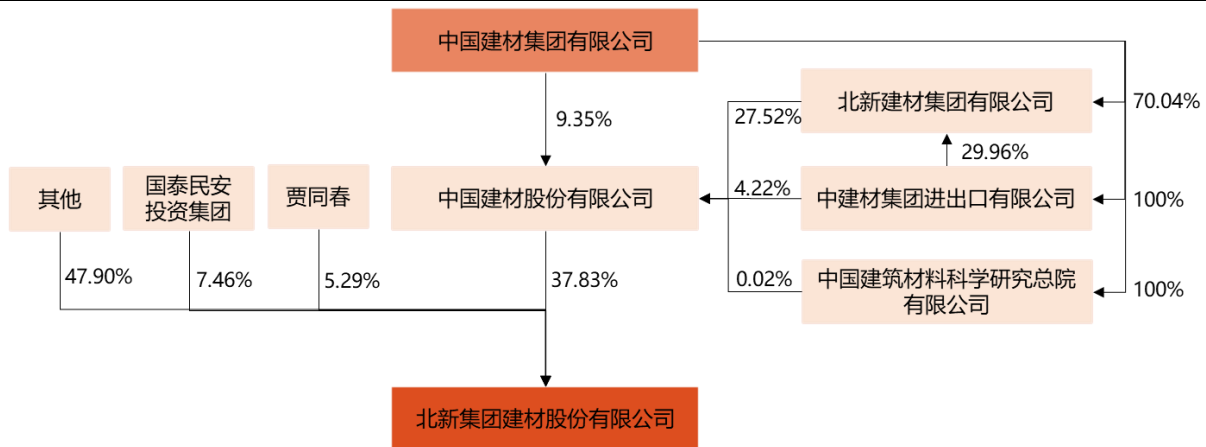 中国建材集团有限公司
9.35%
北新建材集团有限公司
70.04%
27.52%
29.96%
其他
国泰民安
投资集团
贾同春
中国建材股份有限公司
4.22%
中建材集团进出口有限公司
100%
47.90%
7.46%
5.29%
37.83%
0.02%
中国建筑材料科学研究总院
有限公司
100%
北新集团建材股份有限公司